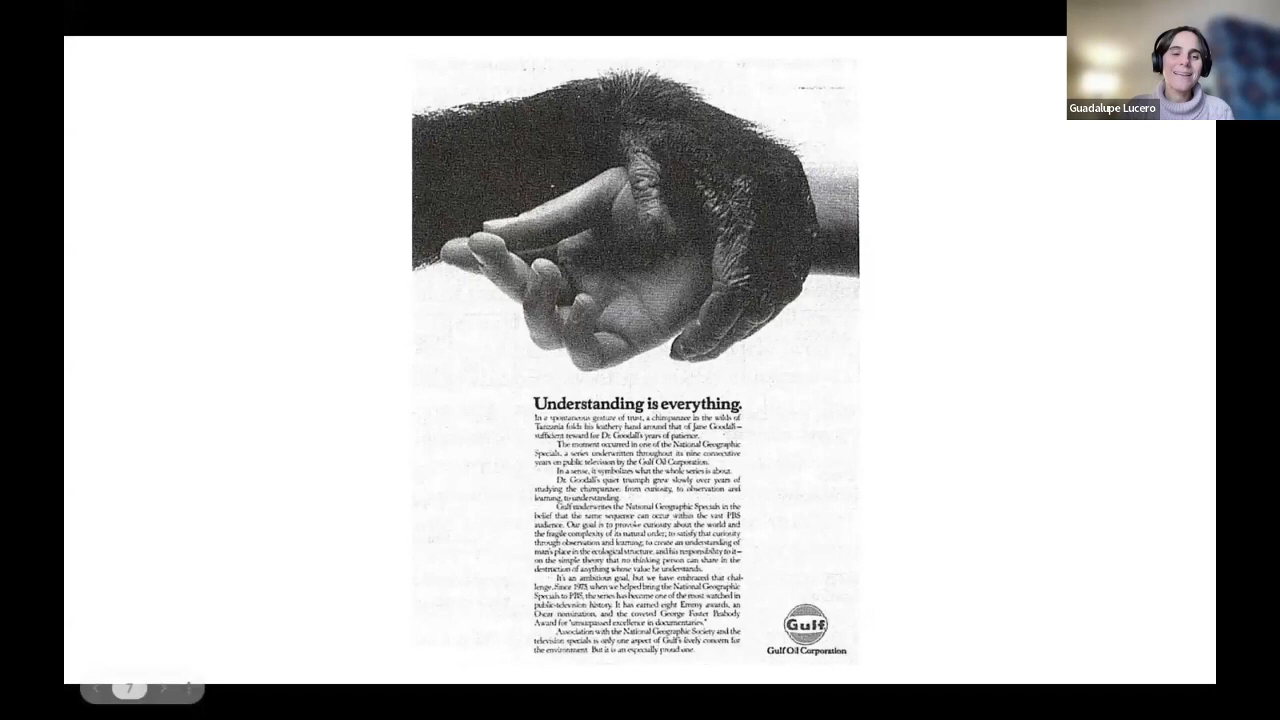 Guadalupe Lucero
Understanding is everything.
In a spontaneous gesture of trust, a chimpanzee in the wilds of
Tanzania folds his leathery hand around that of Jane Goodall—
sufficient reward for Dr. Goodall's years of patience.
The moment occurred in one of the National Geographic
Specials, a series underwritten throughout its nine consecutive
years on public television by the Gulf Oil Corporation.
In a sense, it symbolizes what the whole series is about.
Dr. Goodall's quiet triumph grew slowly over years of
studying the chimpanzee, from curiosity, to observation and
learning, to understanding.
Gulf underwrites the National Geographic Specials in the
belief that the same sequence can occur within the vast PBS
audience. Our goal is to provoke curiosity about the world and
the fragile complexity of its natural order; to satisfy that curiosity
through observation and learning; to create an understanding of
man's place in the ecological structure, and his responsibility to it—
on the simple theory that no thinking person can share in the
destruction of anything whose value he understands.
It's an ambitious goal, but we have embraced that chal-
lenge. Since 1975, when we helped bring the National Geographic
Specials to PBS, the series has become one of the most watched in
public-television history. It has earned eight Emmy awards, an
Oscar nomination, and the coveted George Foster Peabody
Award for "unsurpassed excellence in documentaries."
Association with the National Geographic Society and the
television specials is only one aspect of Gulf's lively concern for
the environment. But it is an especially proud one.
Gulf
Gulf Oil Corporation
7